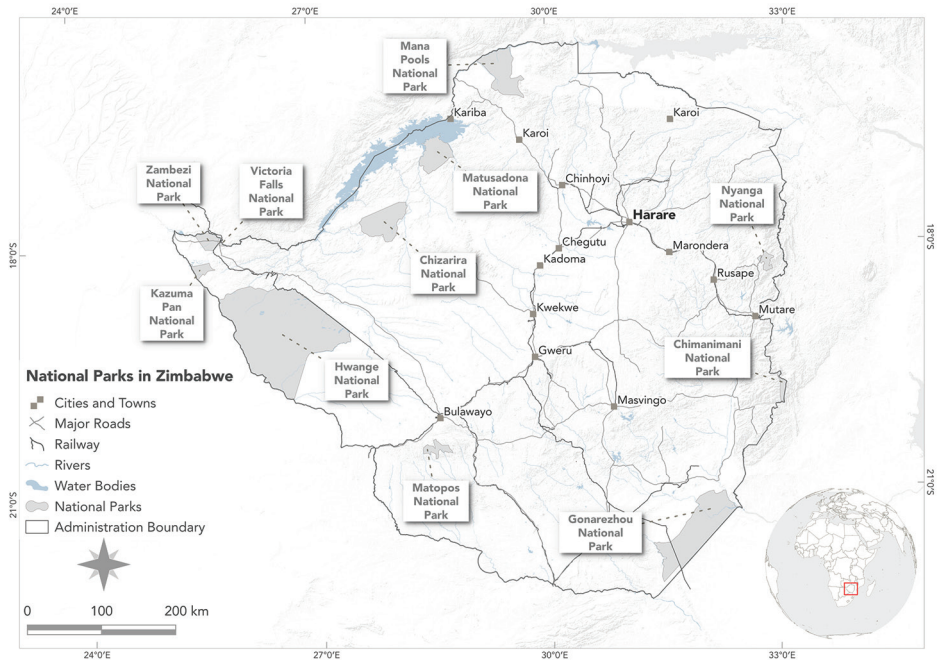 24°0'E
27°0'E
30°0'E
33°0'E
Mana
Pools
National
Park
Kariba
Karoi
Karoi
Zambezi
National
Park
Victoria
Falls
National
Park
Matusadona
National
Park
Chinhoyi
Nyanga
National
Park
Harare
18°0'S
18°0'S
Chegutu
Kadoma
Marondera
Chizarira
National
Park
Rusape
Kazuma
Pan
National
Park
Kwekwe
Mutare
Chimanimani
National
Park
Gweru
Hwange
National
Park
Masvingo
Bulawayo
National Parks in Zimbabwe
Cities and Towns
Major Roads
Railway
Rivers
Water Bodies
National Parks
Administration Boundary
Matopos
National
Park
Gonarezhou
National
Park
21°0'S
21°0'S
0 100 200 km
24°0'E
27°0'E
30°0'E
33°0'E